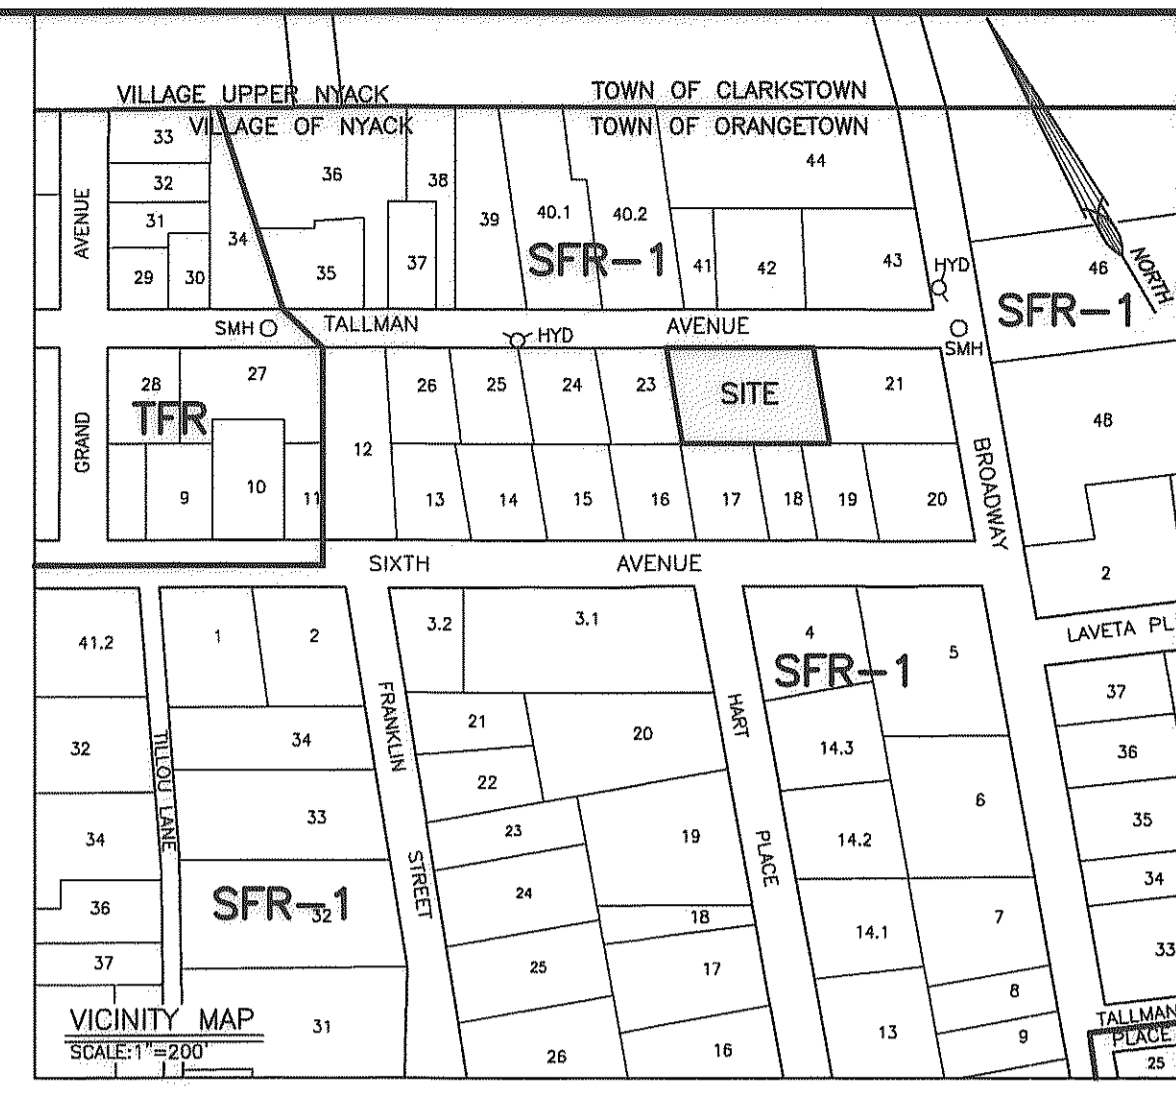 VILLAGE UPPER NYACK
TOWN OF CLARKSTOWN
VILLAGE OF NYACK
TOWN OF ORANGETOWN
33
36
44
32
38
AVENUE
31
34
39
40.1
40.2
SFR-1
29
30
35
37
41
42
43
HYD
46
NORTH
SFR-1
SMH
TALLMAN
HYD
AVENUE
SMH
28
27
26
25
24
23
SITE
21
TFR
GRAND
12
48
9
10
11
13
14
15
16
17
18
19
20
BROADWAY
SIXTH
AVENUE
2
LAVETA PL
41.2
1
2
3.2
3.1
4
5
SFR-1
37
FRANKLIN
HART
32
TILLOU LANE
34
21
20
14.3
36
22
6
33
23
19
14.2
35
34
STREET
PLACE
34
36
SFR-1
32
24
18
14.1
7
33
37
25
17
8
VICINITY MAP
SCALE:1"=200'
31
26
16
13
9
TALLMAN
PLACE
25